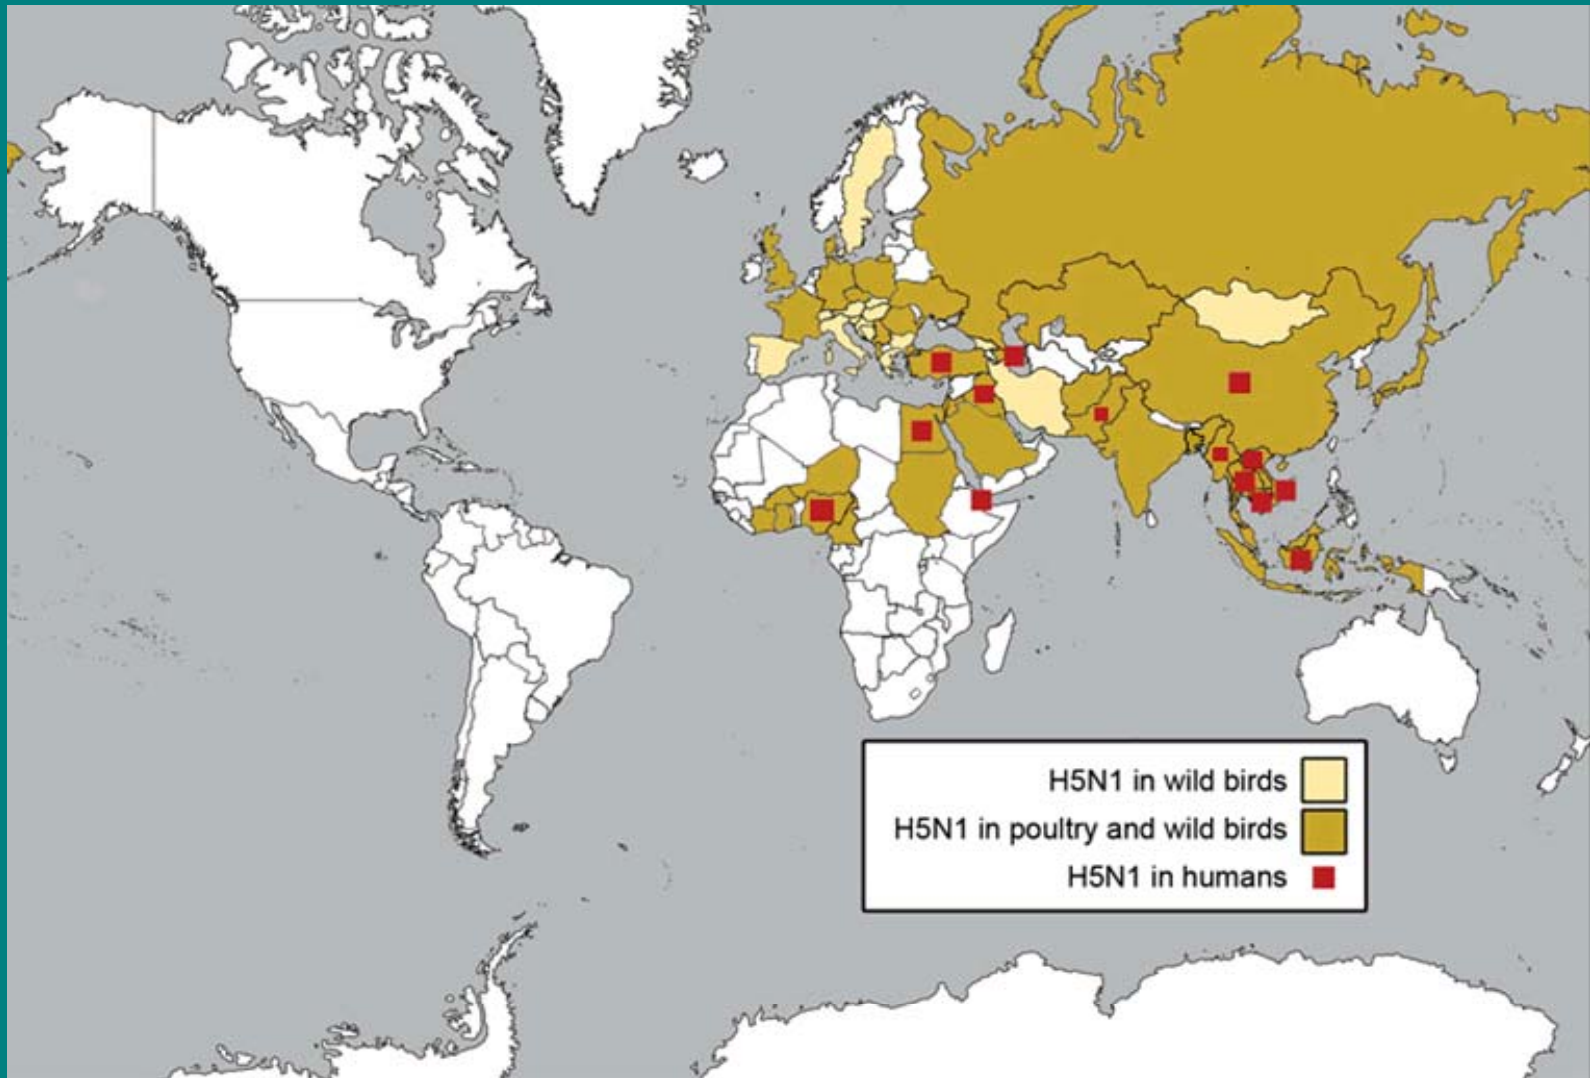 H5N1 in wild birds
H5N1 in poultry and wild birds
H5N1 in humans